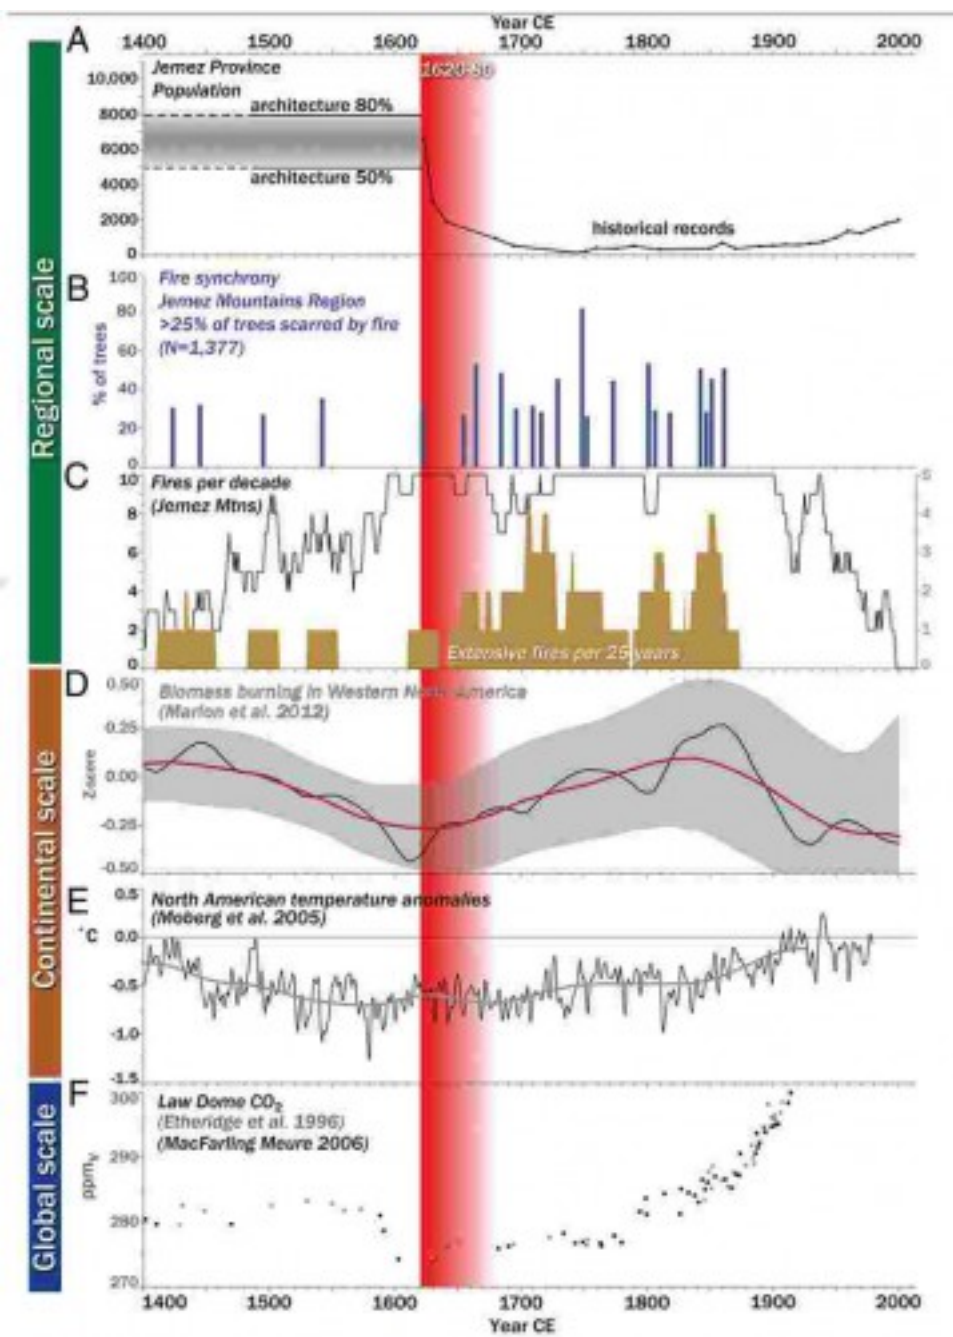 Year CE
1400 1500 1600 1700 1800 1900 2000
Regional scale
A
Jemez Province
Population
1620-80
10,000
8000
6000
4000
2000
0
architecture 80%
architecture 50%
historical records
B
Fire synchrony
Jemez Mountains Region
>25% of trees scarred by fire
(N=1,377)
% of trees
100
80
60
40
20
0
C
Fires per decade
(Jemez Mtns)
10
8
6
4
2
0
5
4
3
2
1
0
Extensive fires per 25 years
Continental scale
D
Biomass burning in Western North America
(Marlon et al. 2012)
Zscore
0.50
0.25
0.00
-0.25
-0.50
E
North American temperature anomalies
(Moberg et al. 2005)
°C
0.5
0.0
-0.5
-1.0
-1.5
Global scale
F
Law Dome CO₂
(Etheridge et al. 1996)
(MacFarling Meure 2006)
ppmv
300
290
280
270
1400 1500 1600 1700 1800 1900 2000
Year CE